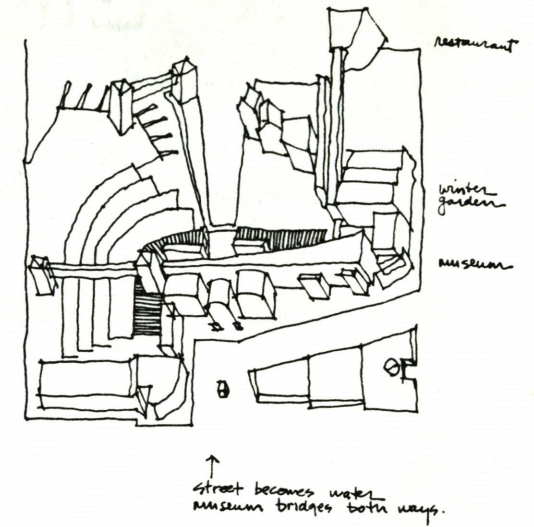 restaurant
winter
garden
museum
street becomes water
museum bridges both ways.